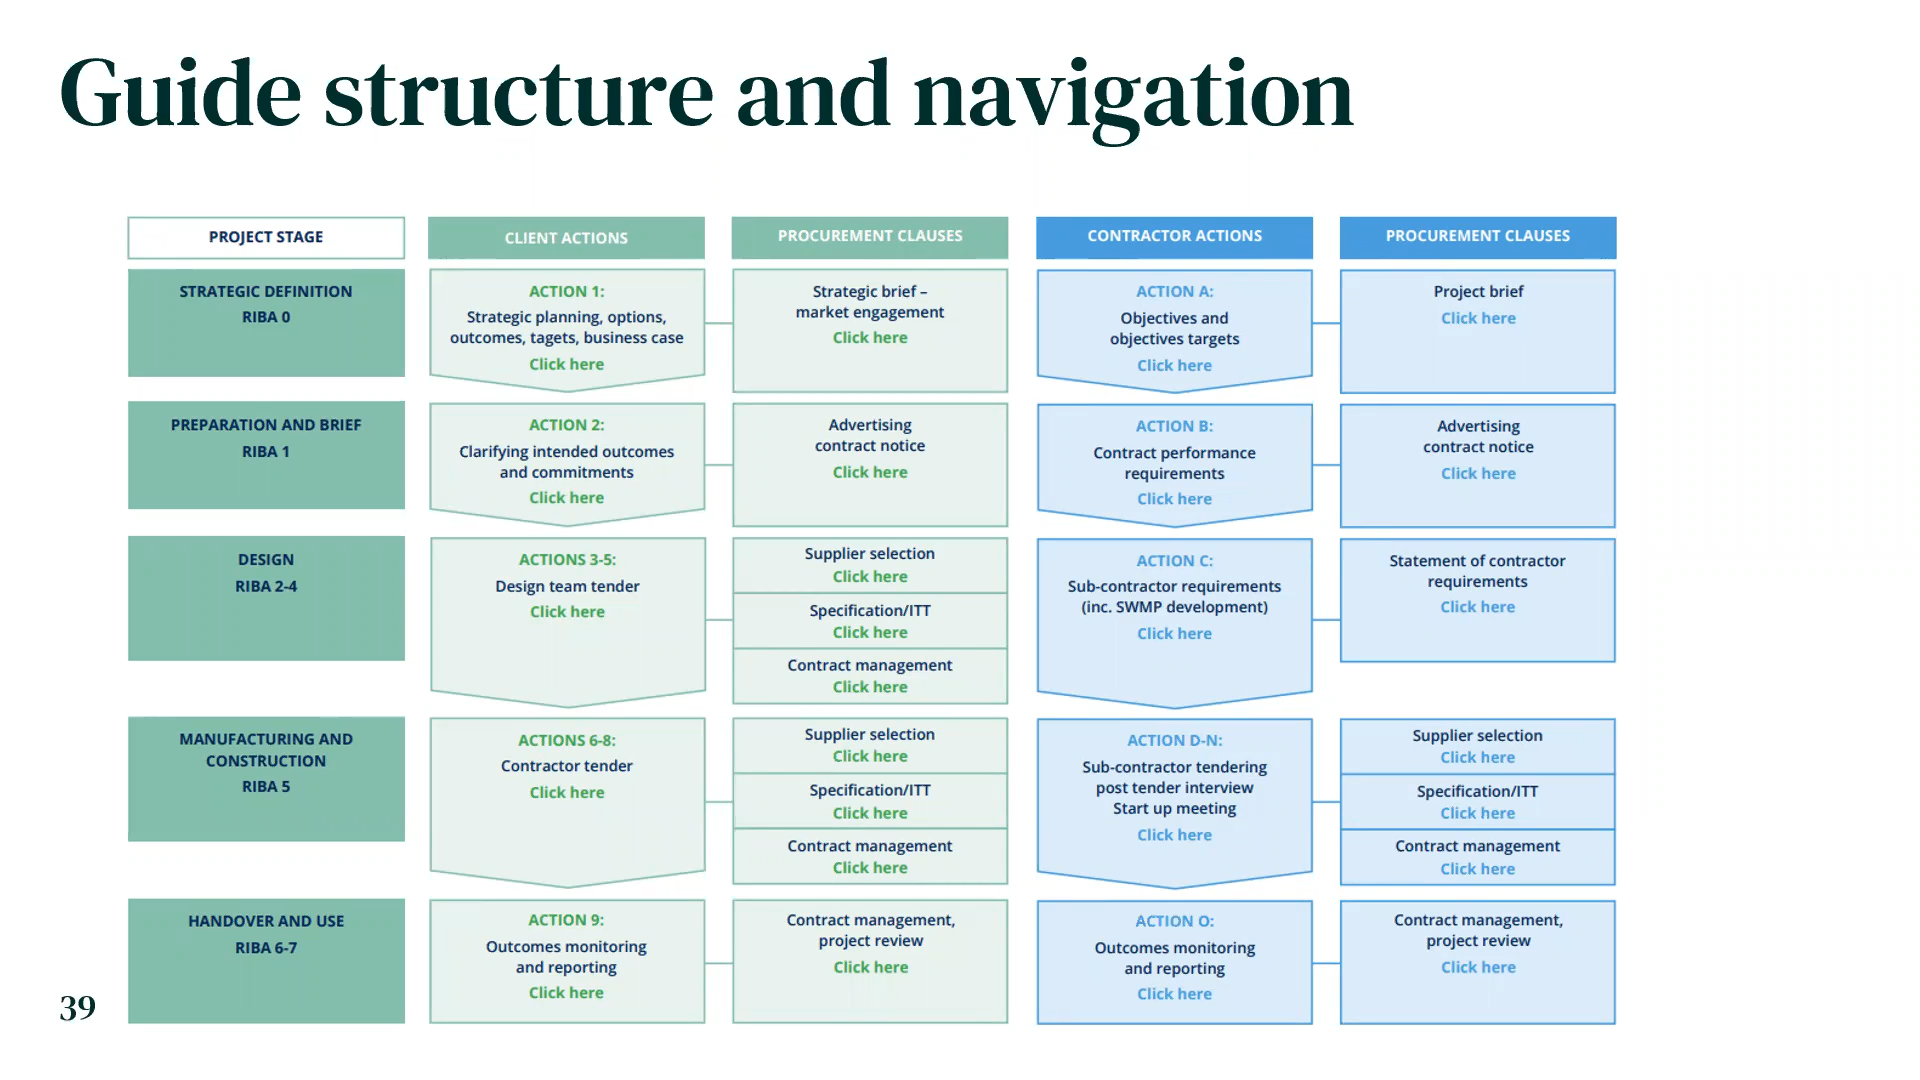 Guide structure and navigation
PROJECT STAGE
CLIENT ACTIONS
PROCUREMENT CLAUSES
CONTRACTOR ACTIONS
PROCUREMENT CLAUSES
STRATEGIC DEFINITION
RIBA 0
ACTION 1:
Strategic planning, options,
outcomes, tagets, business case
Click here
Strategic brief –
market engagement
Click here
ACTION A:
Objectives and
objectives targets
Click here
Project brief
Click here
PREPARATION AND BRIEF
RIBA 1
ACTION 2:
Clarifying intended outcomes
and commitments
Click here
Advertising
contract notice
Click here
ACTION B:
Contract performance
requirements
Click here
Advertising
contract notice
Click here
DESIGN
RIBA 2-4
ACTIONS 3-5:
Design team tender
Click here
Supplier selection
Click here
Specification/ITT
Click here
Contract management
Click here
ACTION C:
Sub-contractor requirements
(inc. SWMP development)
Click here
Statement of contractor
requirements
Click here
MANUFACTURING AND
CONSTRUCTION
RIBA 5
ACTIONS 6-8:
Contractor tender
Click here
Supplier selection
Click here
Specification/ITT
Click here
Contract management
Click here
ACTION D-N:
Sub-contractor tendering
post tender interview
Start up meeting
Click here
Supplier selection
Click here
Specification/ITT
Click here
Contract management
Click here
HANDOVER AND USE
RIBA 6-7
ACTION 9:
Outcomes monitoring
and reporting
Click here
Contract management,
project review
Click here
ACTION O:
Outcomes monitoring
and reporting
Click here
Contract management,
project review
Click here
39